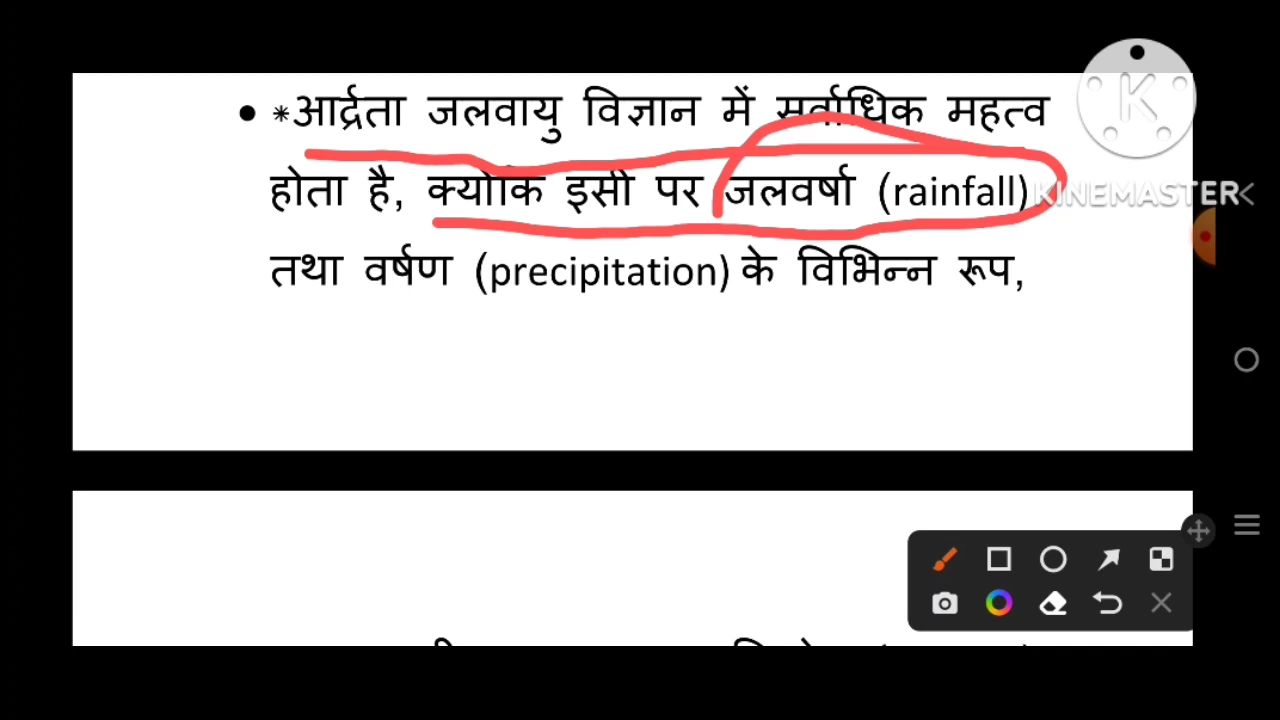 • *आर्द्रता जलवायु विज्ञान में सर्वाधिक महत्व
होता है, क्योकि इसी पर जलवर्षा (rainfall)
तथा वर्षण (precipitation) के विभिन्न रूप,
K
KINEMASTER